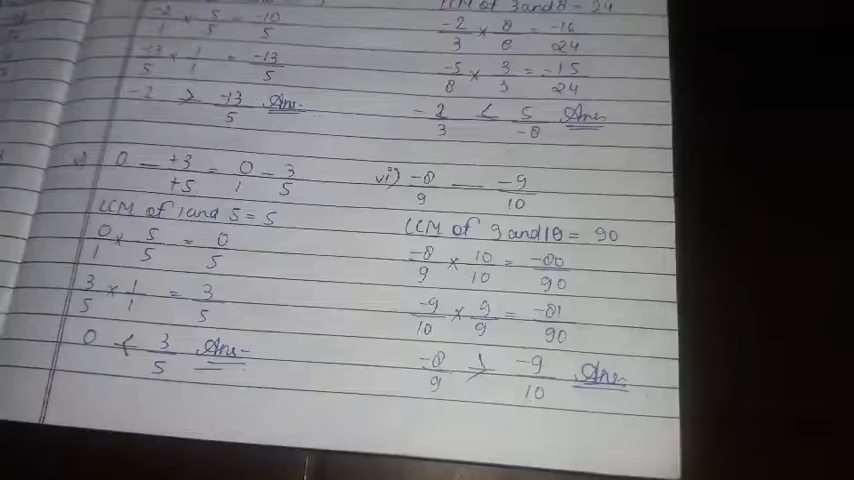 -2/1 × 5/5 = -10/5
-13/5 × 1/1 = -13/5
-2 > -13/5 Ans.
LCM of 3 and 8 = 24
-2/3 × 8/8 = -16/24
-5/8 × 3/3 = -15/24
-2/3 < 5/-8 Ans
v) 0 — +3/+5 = 0/1 - 3/5
LCM of 1 and 5 = 5
0/1 × 5/5 = 0/5
3/5 × 1/1 = 3/5
0 < 3/5 Ans-
vi) -8/9 — -9/10
LCM of 9 and 10 = 90
-8/9 × 10/10 = -80/90
-9/10 × 9/9 = -81/90
-8/9 > -9/10 Ans.